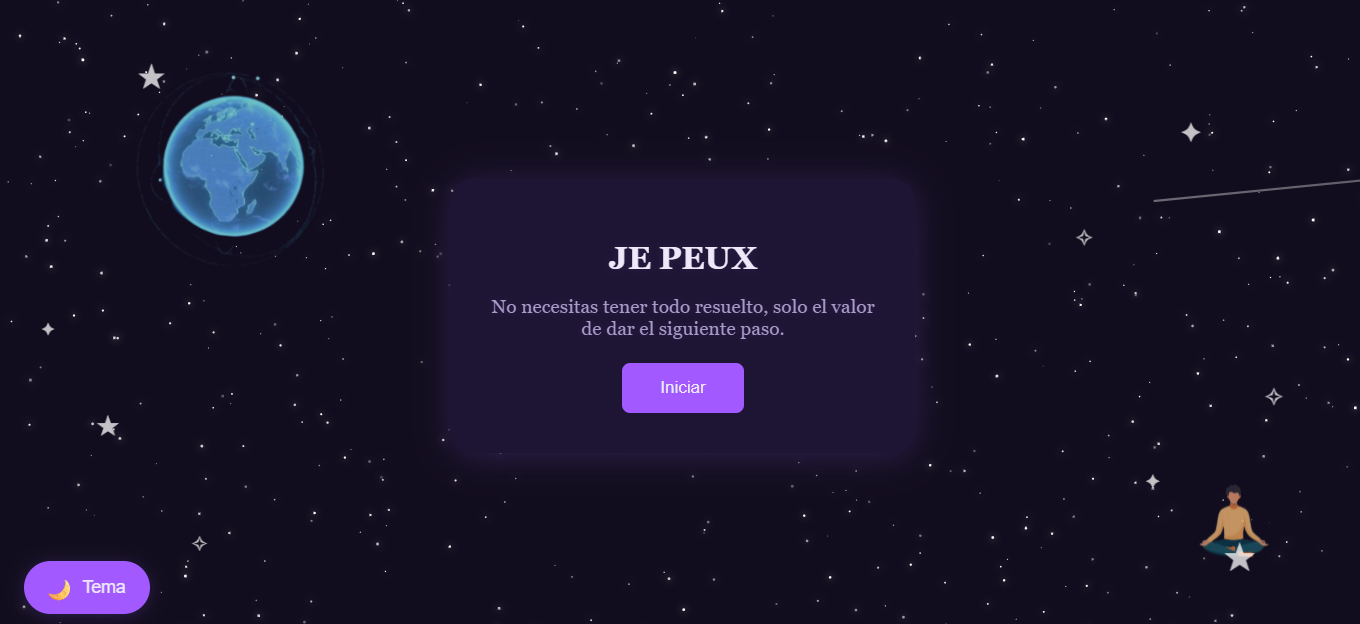 JE PEUX
No necesitas tener todo resuelto, solo el valor
de dar el siguiente paso.
Iniciar
🌙 Tema